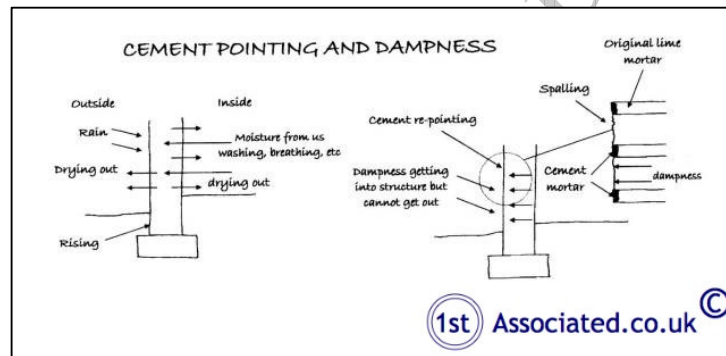 CEMENT POINTING AND DAMPNESS
Outside
Inside
Rain
Moisture from us
washing, breathing, etc
Drying out
drying out
Rising
Original lime
mortar
Spalling
Cement re-pointing
Dampness getting
into structure but
cannot get out
Cement
mortar
dampness
1st Associated.co.uk ©